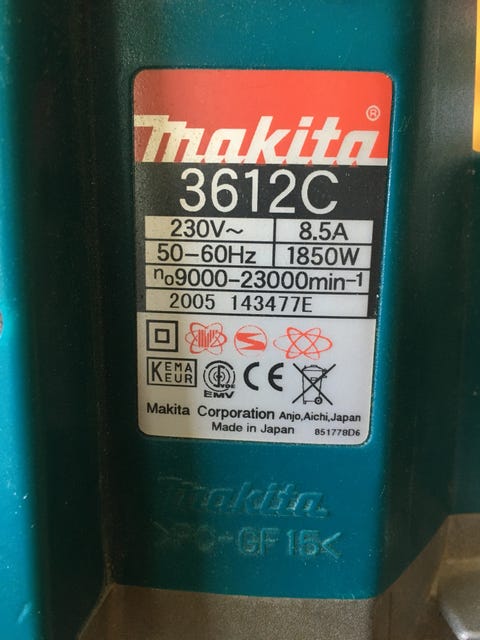 makita®
3612C
230V~ 8.5A
50-60Hz 1850W
n₀9000-23000min⁻¹
2005 143477E
KEMA
EUR
EMV
CE
Makita Corporation Anjo,Aichi,Japan
Made in Japan 851778D6
makita.
>PC-GF15<